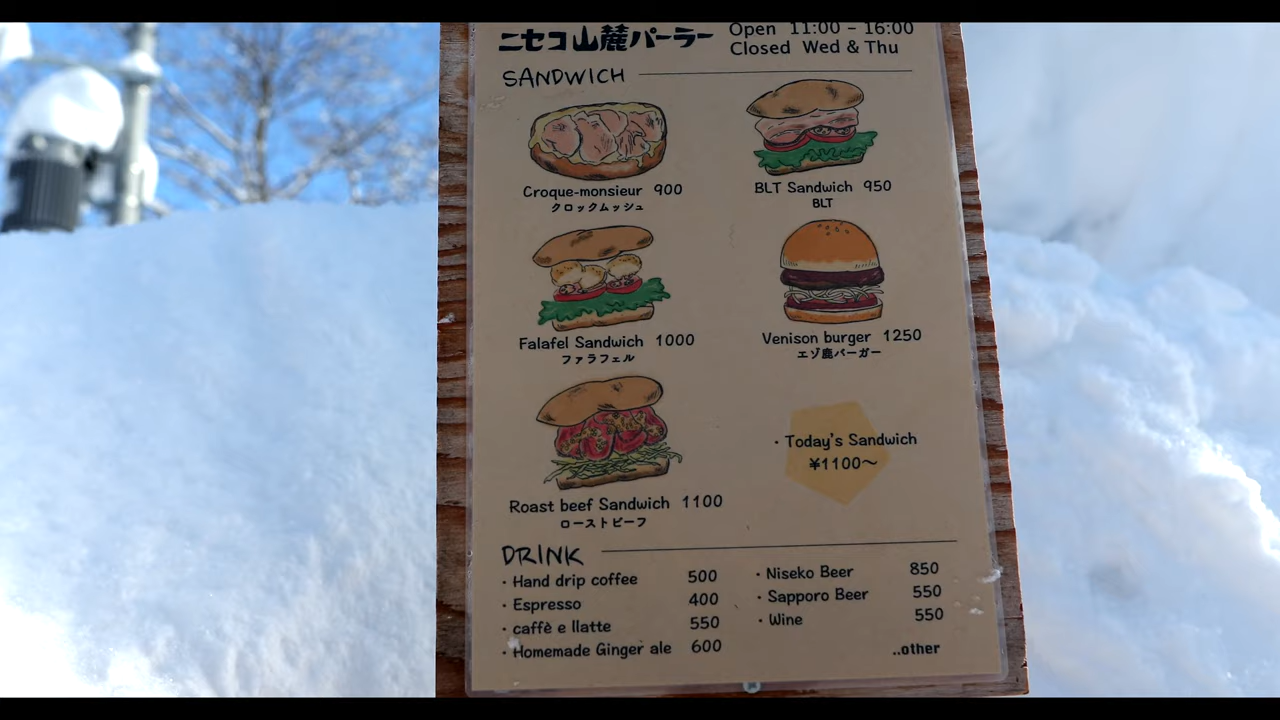 ニセコ山麓パーラー
Open 11:00 - 16:00
Closed Wed & Thu
SANDWICH
Croque-monsieur 900
クロックムッシュ
BLT Sandwich 950
BLT
Falafel Sandwich 1000
ファラフェル
Venison burger 1250
エゾ鹿バーガー
Roast beef Sandwich 1100
ローストビーフ
・Today's Sandwich
¥1100〜
DRINK
・Hand drip coffee 500
・Espresso 400
・caffè e llatte 550
・Homemade Ginger ale 600
・Niseko Beer 850
・Sapporo Beer 550
・Wine 550
..other